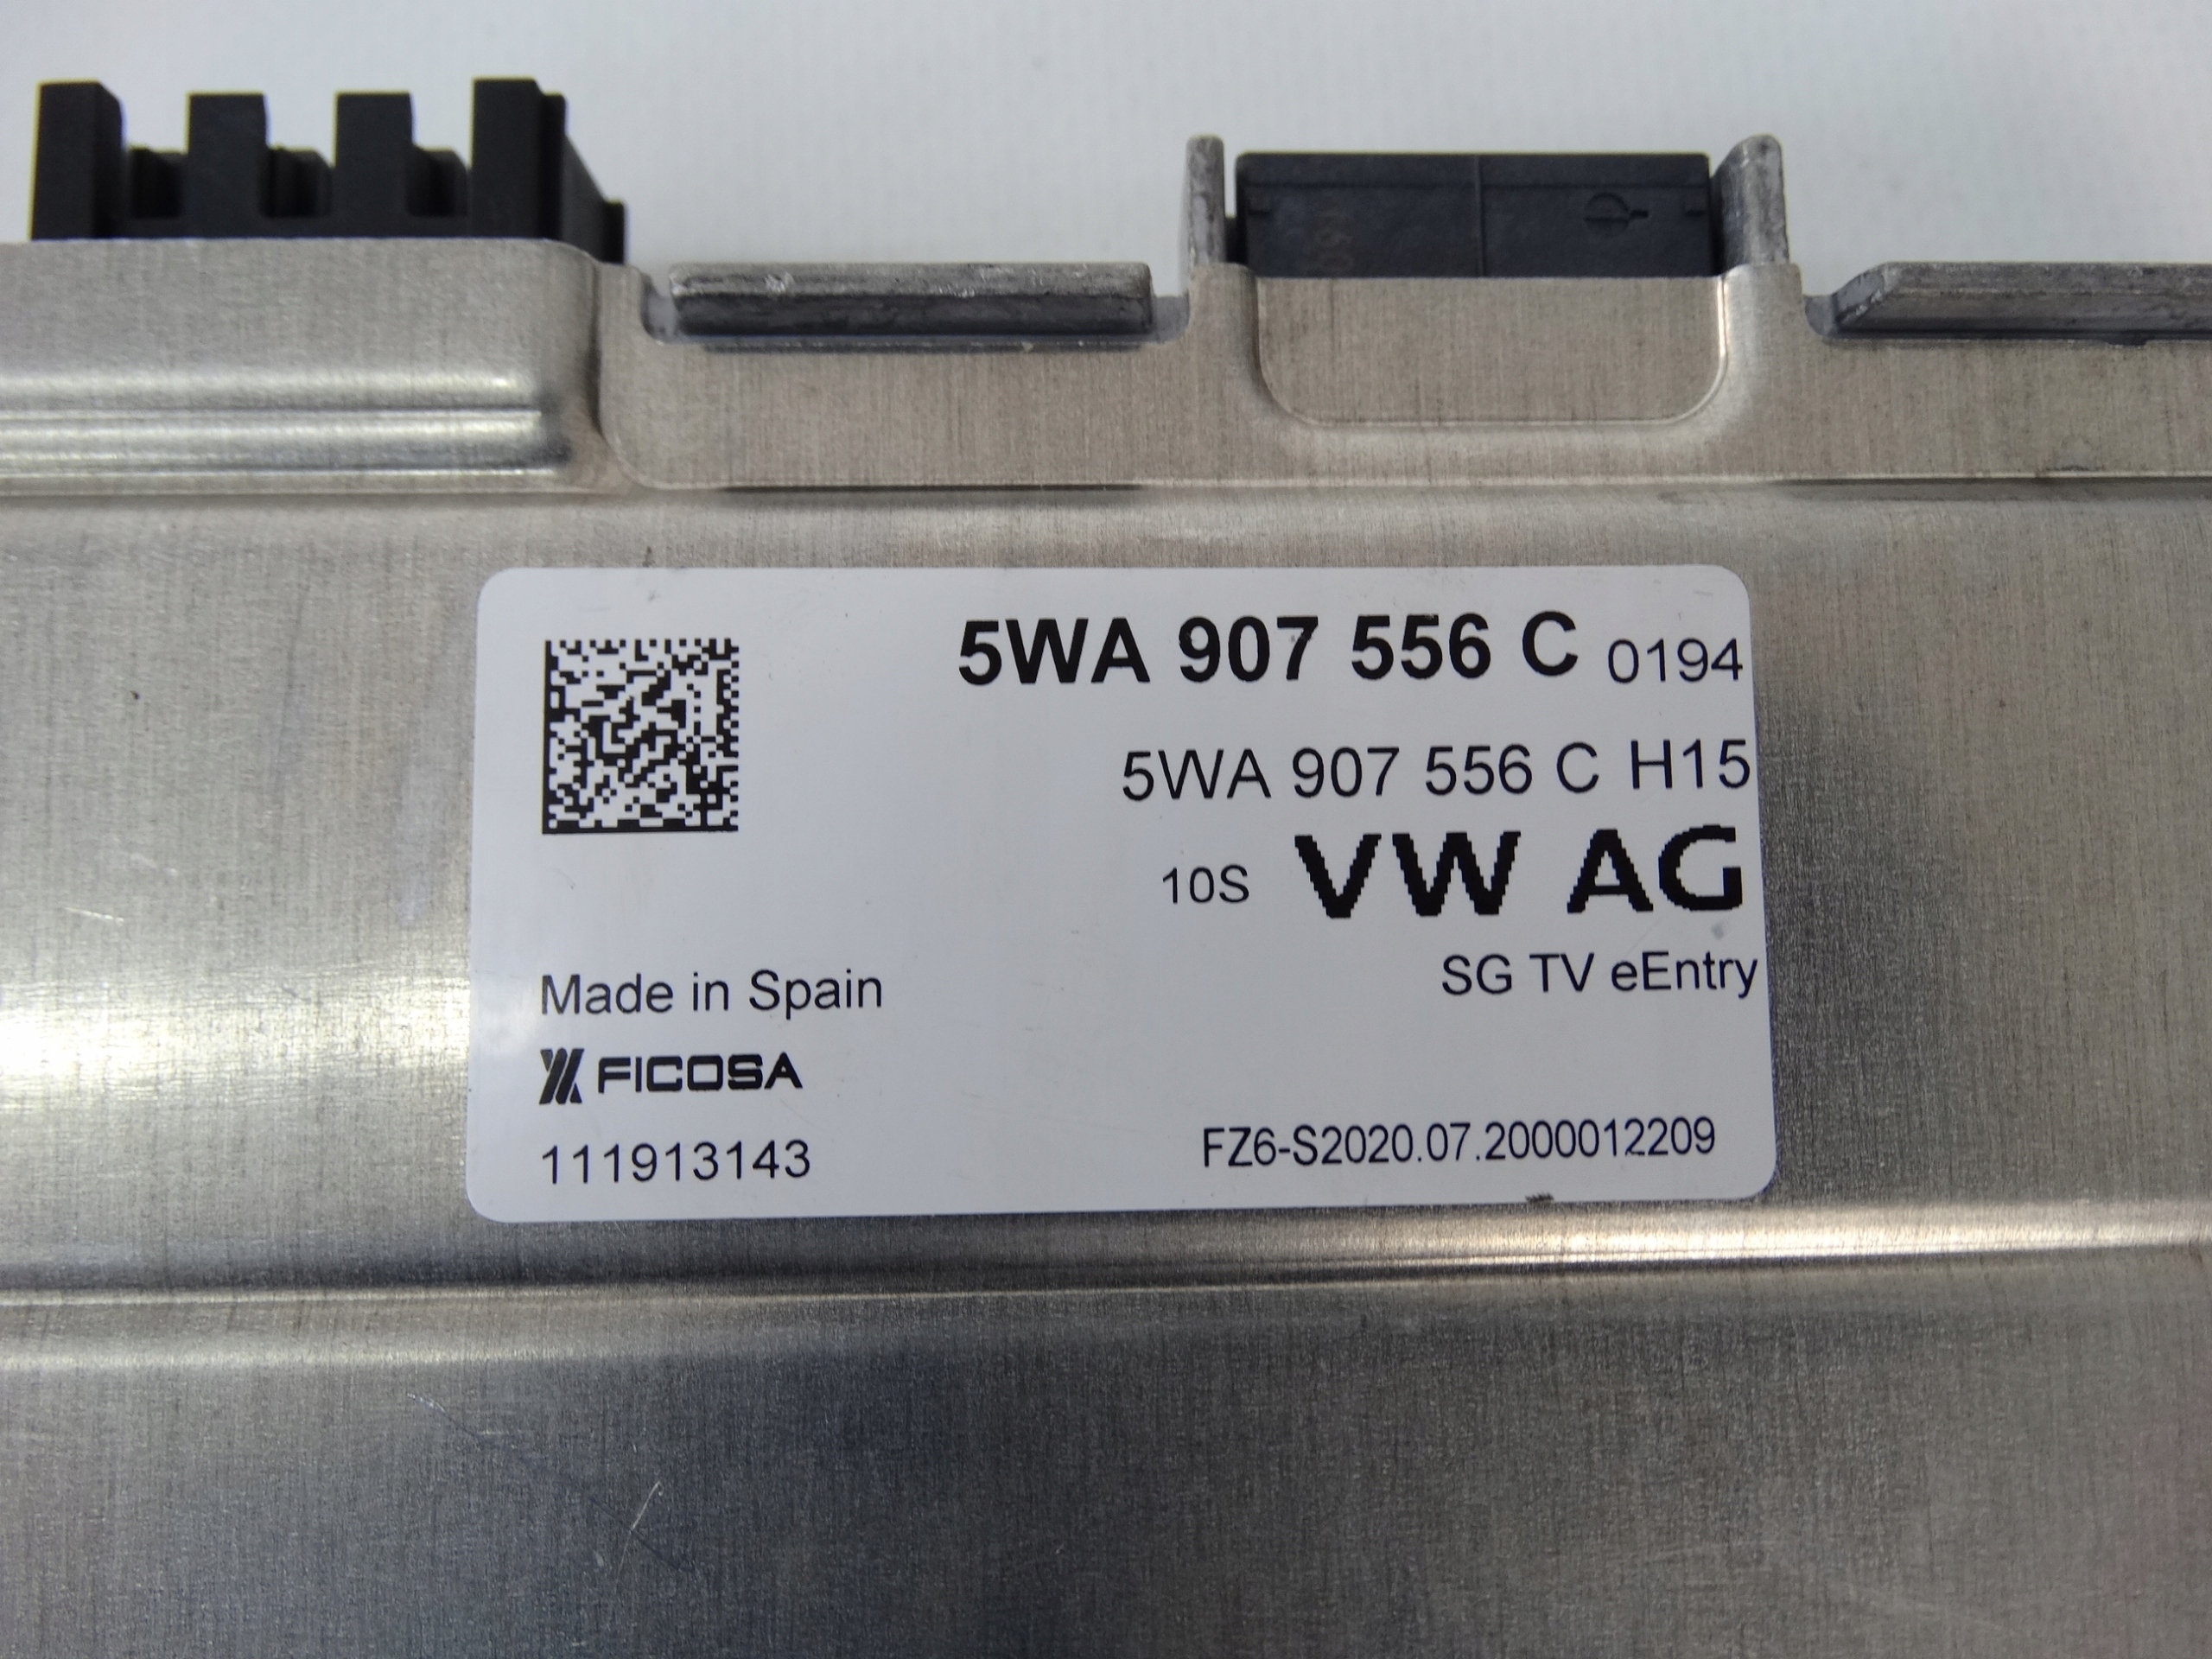 5WA 907 556 C 0194
5WA 907 556 C H15
10S VW AG
SG TV eEntry
Made in Spain
FICOSA
111913143
FZ6-S2020.07.2000012209